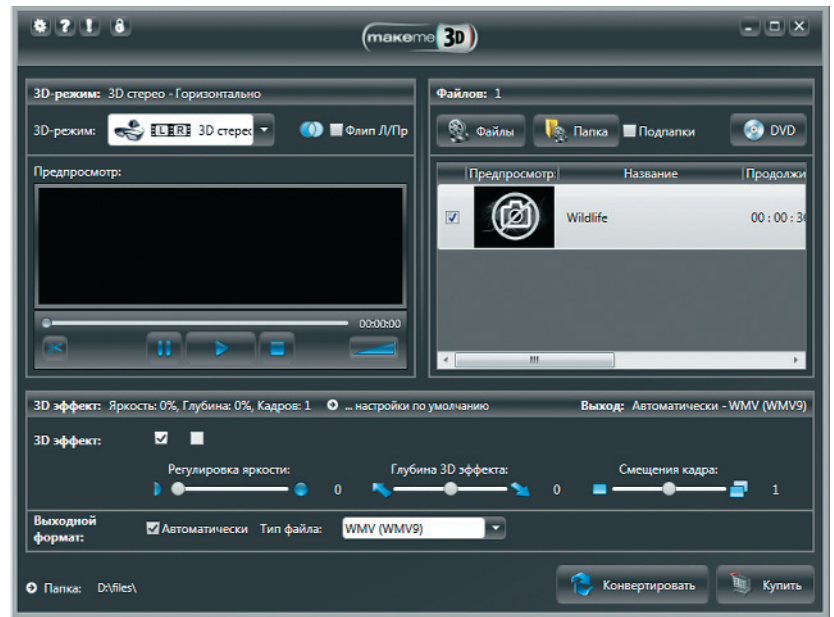 makeme 3D
3D-режим: 3D стерео - Горизонтально
3D-режим: L R 3D стерес Флип Л/Пр
Предпросмотр:
00:00:00
Файлов: 1
Файлы Папка Подпапки DVD
Предпросмотр: Название Продолжи
Wildlife 00 : 00 : 3
3D эффект: Яркость: 0%, Глубина: 0%, Кадров: 1 ... настройки по умолчанию Выход: Автоматически - WMV (WMV9)
3D эффект:
Регулировка яркости: Глубина 3D эффекта: Смещения кадра:
0 0 1
Выходной
формат:
Автоматически Тип файла: WMV (WMV9)
Папка: D:\files\ Конвертировать Купить